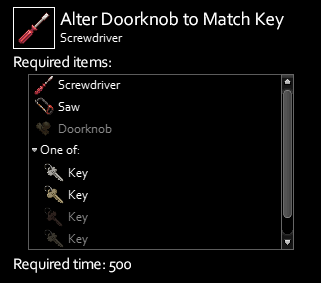 Alter Doorknob to Match Key
Screwdriver
Required items:
Screwdriver
Saw
Doorknob
One of:
Key
Key
Key
Key
Required time: 500